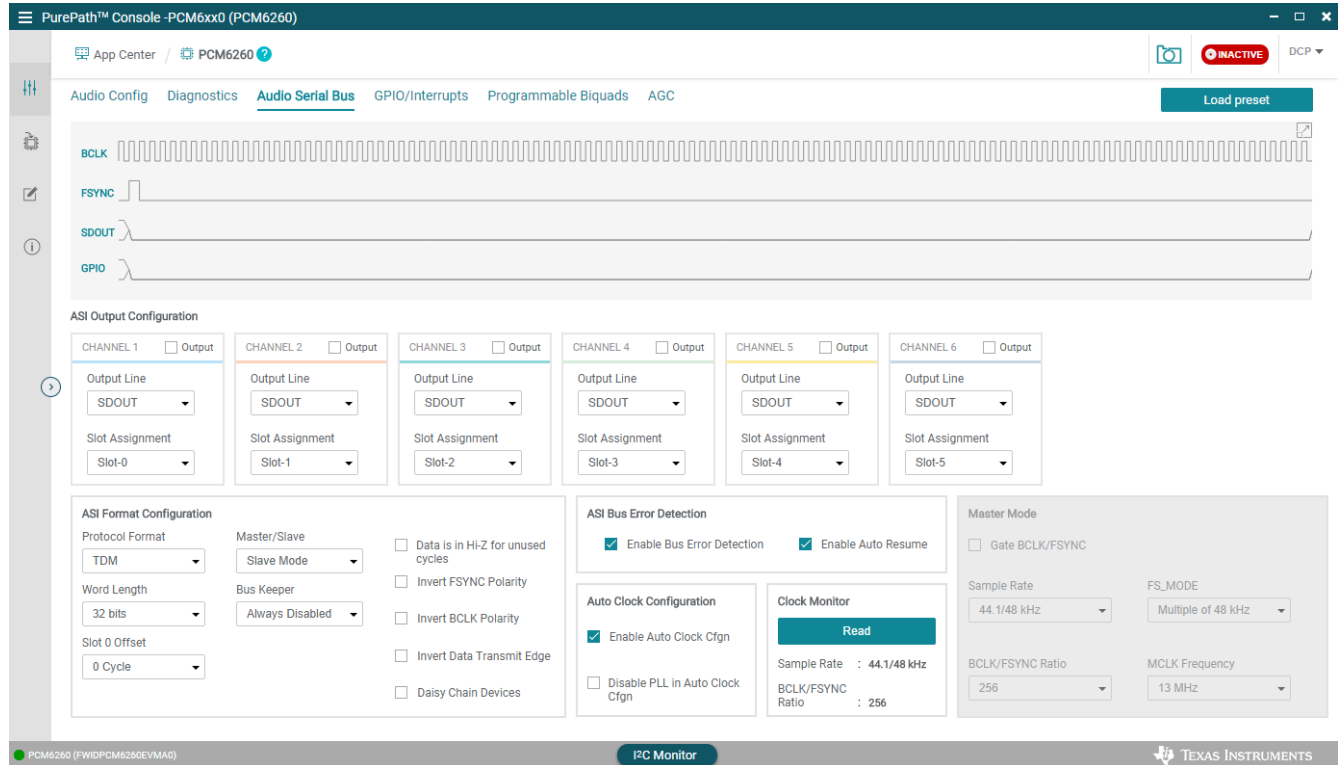 PurePath™ Console -PCM6xx0 (PCM6260)
App Center / PCM6260 ?
INACTIVE
DCP
Audio Config Diagnostics Audio Serial Bus GPIO/Interrupts Programmable Biquads AGC
Load preset
BCLK
FSYNC
SDOUT
GPIO
ASI Output Configuration
CHANNEL 1 Output CHANNEL 2 Output CHANNEL 3 Output CHANNEL 4 Output CHANNEL 5 Output CHANNEL 6 Output
Output Line Output Line Output Line Output Line Output Line Output Line
SDOUT SDOUT SDOUT SDOUT SDOUT SDOUT
Slot Assignment Slot Assignment Slot Assignment Slot Assignment Slot Assignment Slot Assignment
Slot-0 Slot-1 Slot-2 Slot-3 Slot-4 Slot-5
ASI Format Configuration
Protocol Format
TDM
Word Length
32 bits
Slot 0 Offset
0 Cycle
Master/Slave
Slave Mode
Bus Keeper
Always Disabled
Data is in Hi-Z for unused
cycles
Invert FSYNC Polarity
Invert BCLK Polarity
Invert Data Transmit Edge
Daisy Chain Devices
ASI Bus Error Detection
Enable Bus Error Detection Enable Auto Resume
Auto Clock Configuration
Enable Auto Clock Cfgn
Disable PLL in Auto Clock
Cfgn
Clock Monitor
Read
Sample Rate : 44.1/48 kHz
BCLK/FSYNC
Ratio : 256
Master Mode
Gate BCLK/FSYNC
Sample Rate FS_MODE
44.1/48 kHz Multiple of 48 kHz
BCLK/FSYNC Ratio MCLK Frequency
256 13 MHz
PCM6260 (FWIDPCM6260EVMA0)
I²C Monitor
TEXAS INSTRUMENTS